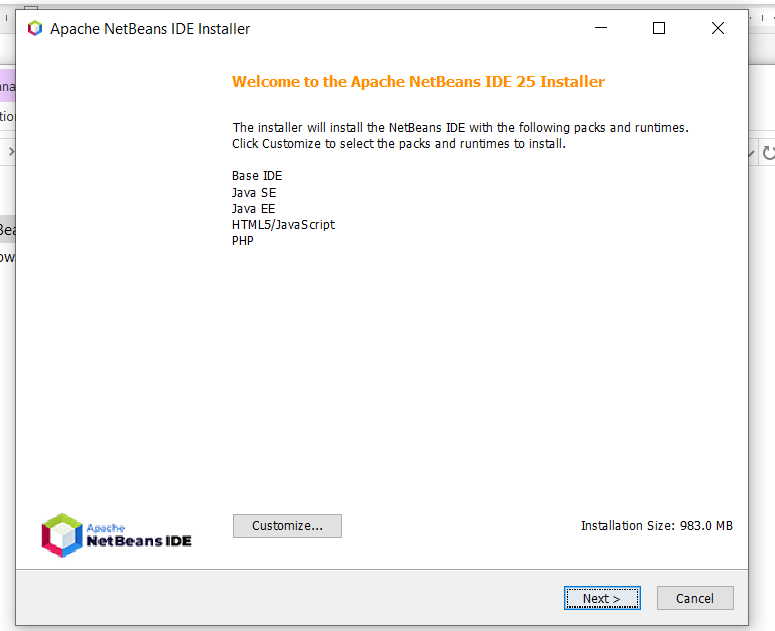 Apache NetBeans IDE Installer
Welcome to the Apache NetBeans IDE 25 Installer
The installer will install the NetBeans IDE with the following packs and runtimes.
Click Customize to select the packs and runtimes to install.
Base IDE
Java SE
Java EE
HTML5/JavaScript
PHP
Apache
NetBeans IDE
Customize...
Installation Size: 983.0 MB
Next >
Cancel